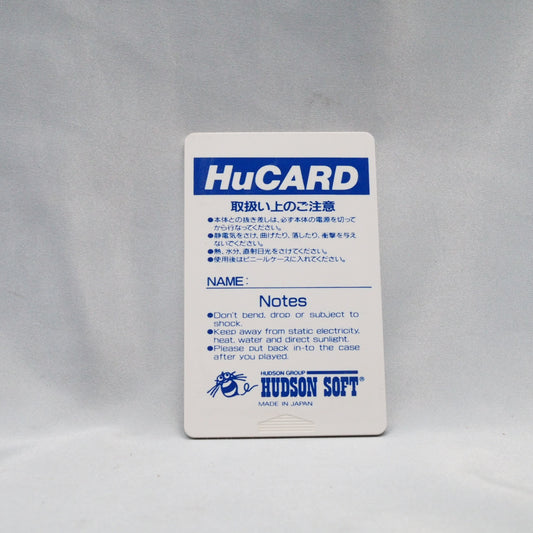 HuCARD
取扱い上のご注意
●本体との抜き差しは、必ず本体の電源を切って
から行なってください。
●静電気をさけ、曲げたり、落したり、衝撃を与え
ないでください。
●熱、水分、直射日光をさけてください。
●使用後はビニールケースに入れてください。
NAME:
Notes
●Don't bend, drop or subject to
shock.
●Keep away from static electricity,
heat, water and direct sunlight.
●Please put back in-to the case
after you played.
HUDSON GROUP
HUDSON SOFT®
MADE IN JAPAN